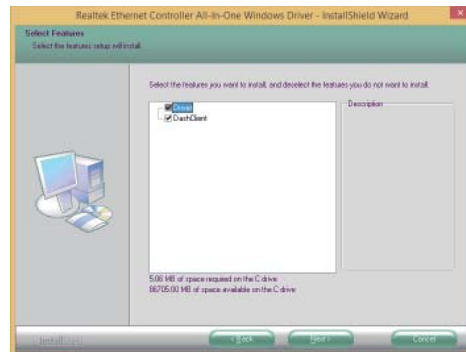 Realtek Ethernet Controller All-In-One Windows Driver - InstallShield Wizard
Select Features
Select the features setup will install.
Select the features you want to install, and deselect the features you do not want to install.
Driver
DashClient
Description
5.06 MB of space required on the C drive
86705.00 MB of space available on the C drive
InstallShield
< Back
Next >
Cancel